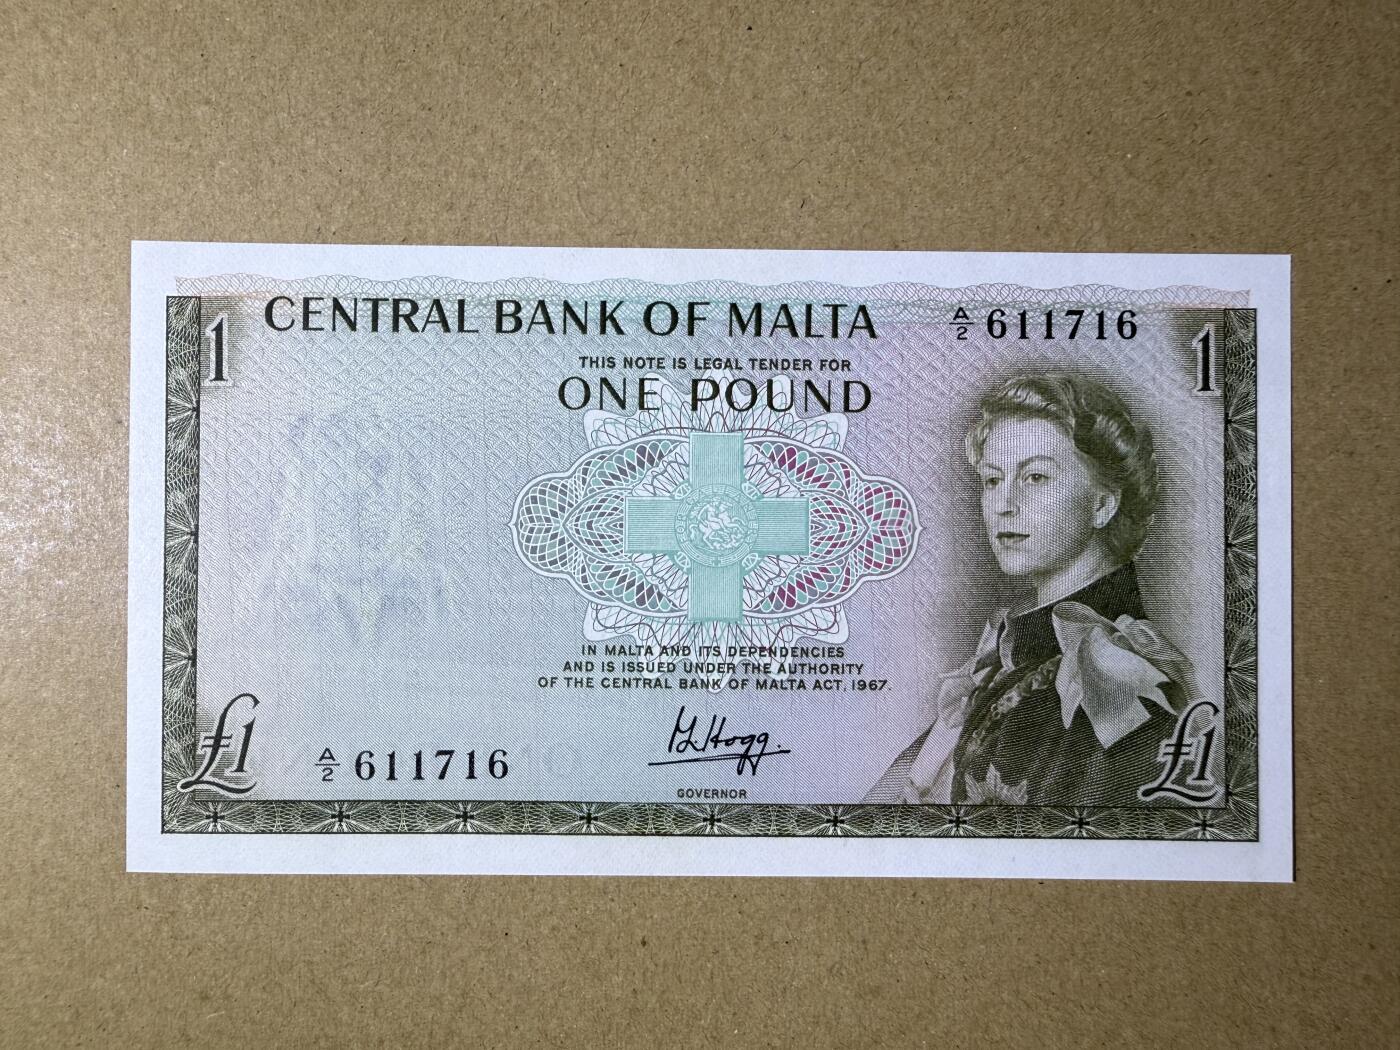 1
CENTRAL BANK OF MALTA
A/2 611716
1
THIS NOTE IS LEGAL TENDER FOR
ONE POUND
IN MALTA AND ITS DEPENDENCIES
AND IS ISSUED UNDER THE AUTHORITY
OF THE CENTRAL BANK OF MALTA ACT, 1967.
£1
A/2 611716
P.L. Hogg.
GOVERNOR
£1